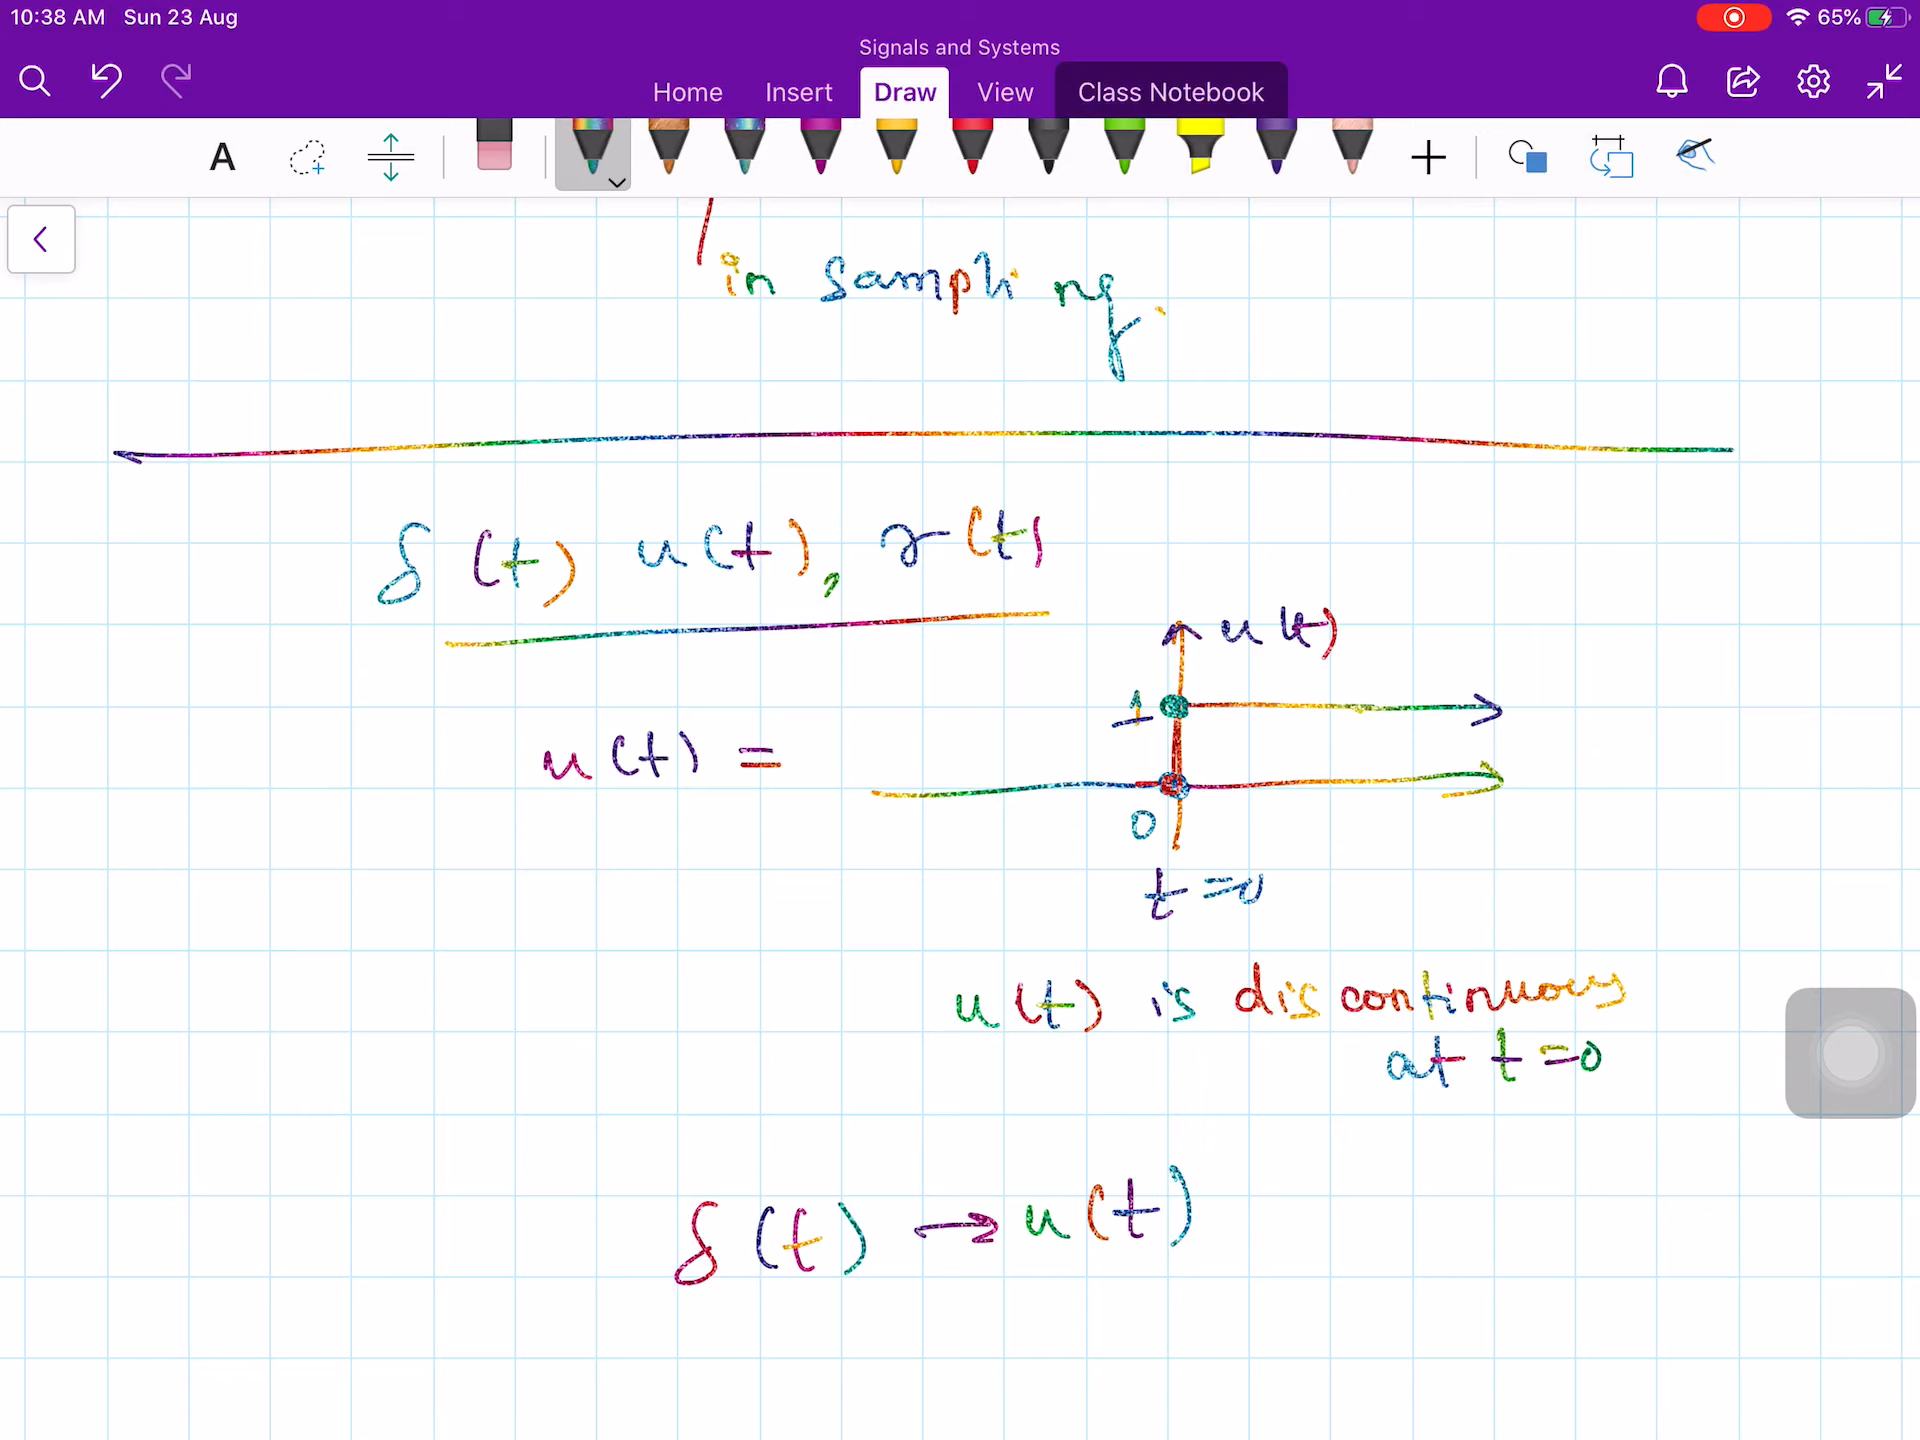 10:38 AM Sun 23 Aug
65%
Signals and Systems
Home Insert Draw View Class Notebook
A
in sampling.
δ(t) u(t), r(t)
u(t)
1
u(t) =
0
t=0
u(t) is discontinuous
at t=0
δ(t) → u(t)